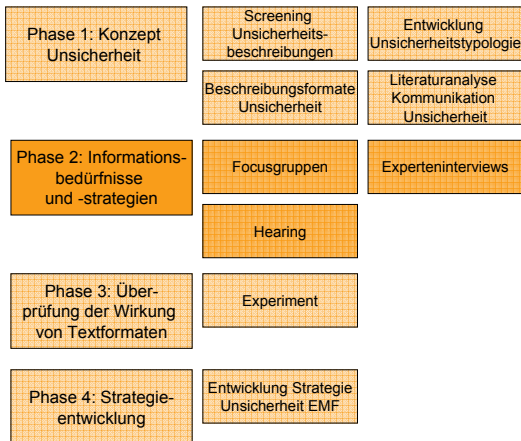 Phase 1: Konzept
Unsicherheit
Screening
Unsicherheits-
beschreibungen
Entwicklung
Unsicherheitstypologie
Beschreibungsformate
Unsicherheit
Literaturanalyse
Kommunikation
Unsicherheit
Phase 2: Informations-
bedürfnisse
und -strategien
Focusgruppen
Experteninterviews
Hearing
Phase 3: Über-
prüfung der Wirkung
von Textformaten
Experiment
Phase 4: Strategie-
entwicklung
Entwicklung Strategie
Unsicherheit EMF